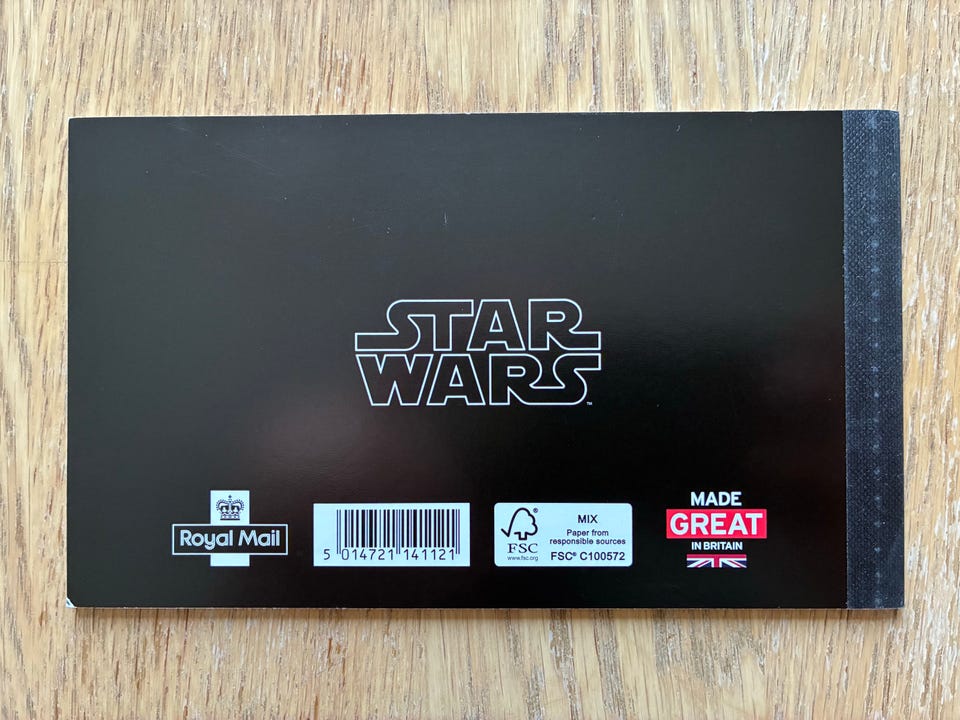 STAR
WARS
™
Royal Mail
5 014721 141121
®
FSC
www.fsc.org
MIX
Paper from
responsible sources
FSC® C100572
MADE
GREAT
IN BRITAIN